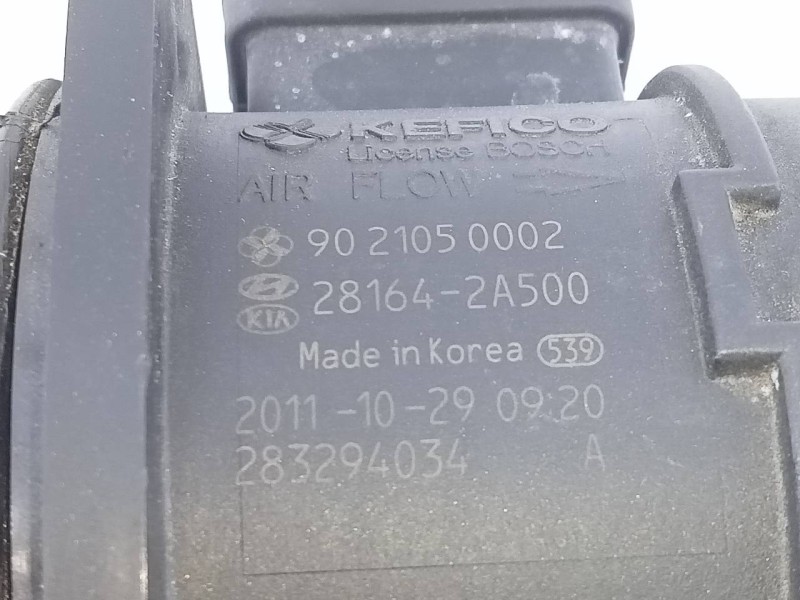 KEFICO
License BOSCH
AIR FLOW
90 2105 0002
28164-2A500
KIA
Made in Korea 539
2011-10-29 09:20
283294034 A